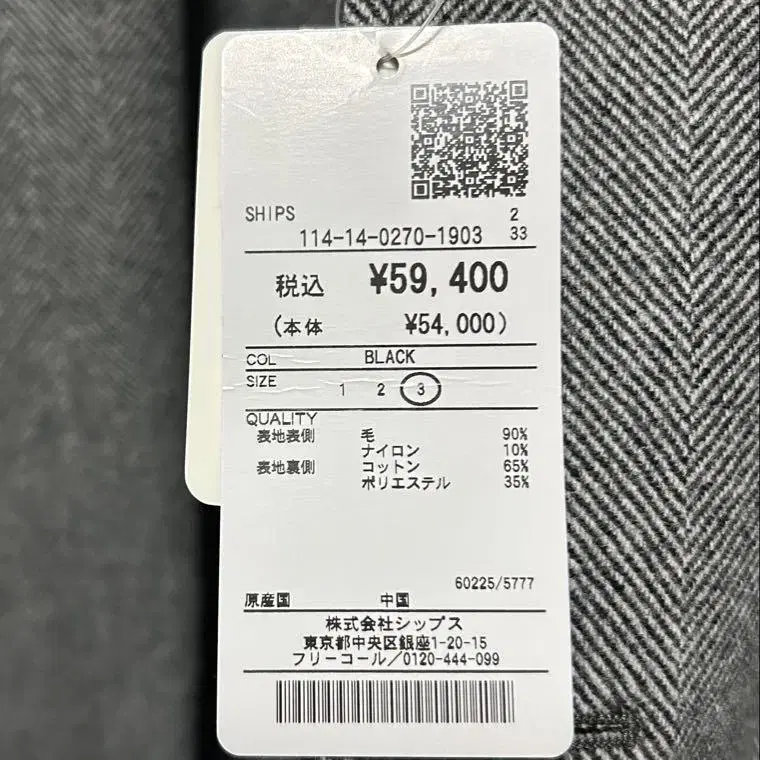 SHIPS 2
114-14-0270-1903 33
税込 ¥59,400
(本体 ¥54,000)
COL BLACK
SIZE 1 2 3
QUALITY
表地表側 毛 90%
ナイロン 10%
表地裏側 コットン 65%
ポリエステル 35%
60225/5777
原産国 中国
株式会社シップス
東京都中央区銀座1-20-15
フリーコール/0120-444-099